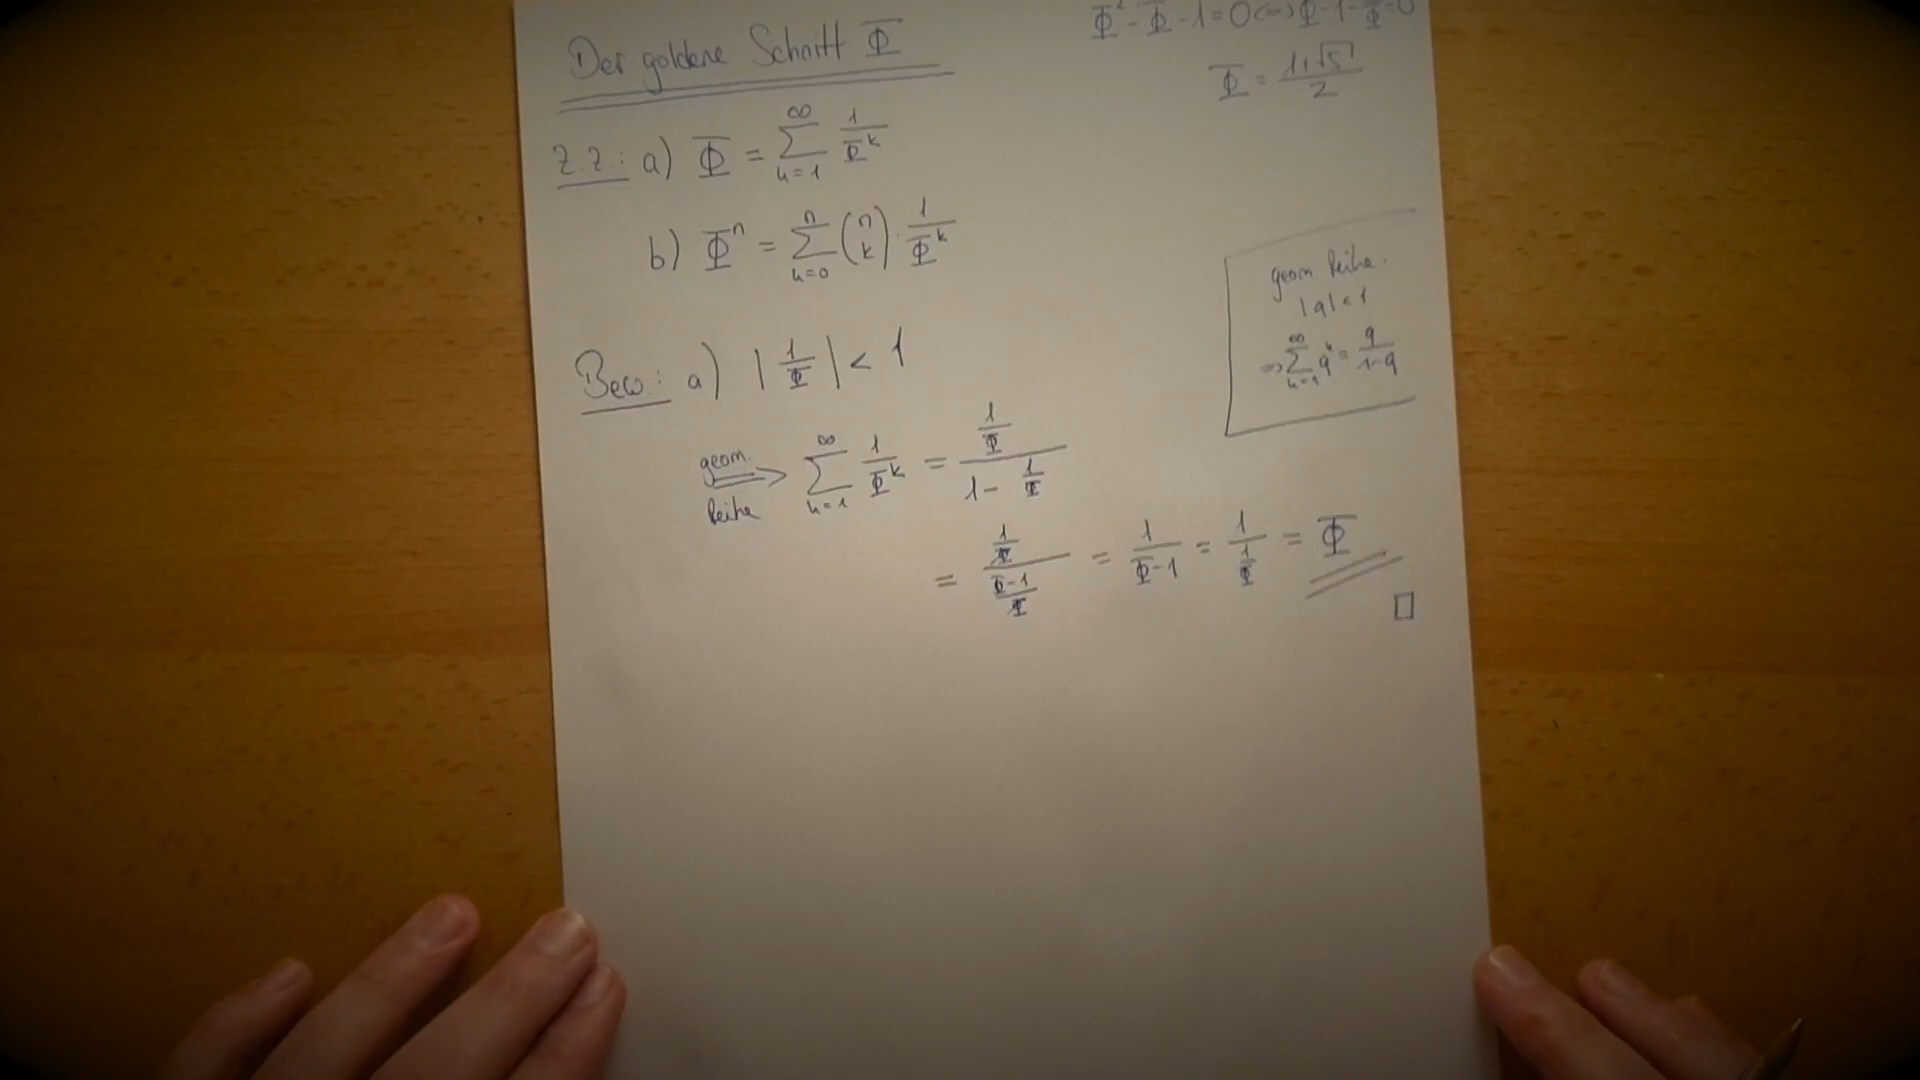 Der goldene Schnitt Φ
Φ² - Φ - 1 = 0 (=) Φ - 1 - 1/Φ = 0
Φ = (1+√5)/2
z.z.: a) Φ = ∑_{k=1}^∞ 1/Φ^k
b) Φ^n = ∑_{k=0}^n (n k) · 1/Φ^k
geom. Reihe.
|q| < 1
=> ∑_{k=1}^∞ q^k = q/(1-q)
Bew.: a) |1/Φ| < 1
geom. Reihe ==> ∑_{k=1}^∞ 1/Φ^k = (1/Φ)/(1 - 1/Φ)
= (1/Φ)/((Φ-1)/Φ) = 1/(Φ-1) = 1/(1/Φ) = Φ
□